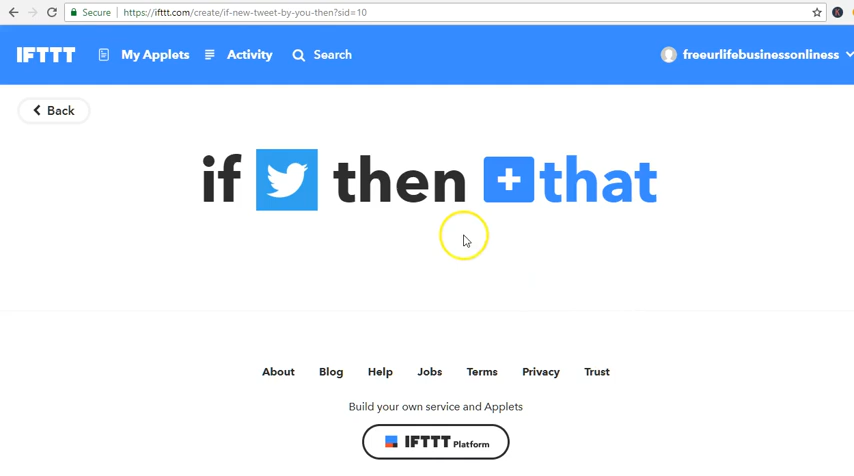 Secure https://ifttt.com/create/if-new-tweet-by-you-then?sid=10
IFTTT My Applets Activity Search freeurlifebusinessonliness
Back
if then + that
About Blog Help Jobs Terms Privacy Trust
Build your own service and Applets
IFTTT Platform